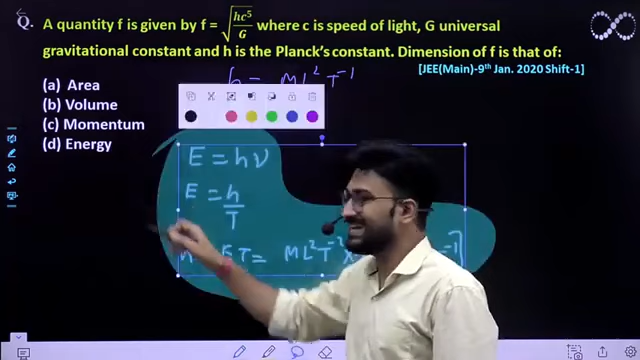 Q. A quantity f is given by f = √(hc⁵/G) where c is speed of light, G universal
gravitational constant and h is the Planck's constant. Dimension of f is that of:
[JEE(Main)-9th Jan. 2020 Shift-1]
h = ML²T⁻¹
(a) Area
(b) Volume
(c) Momentum
(d) Energy
E = hν
E = h/T
ET = ML²T⁻² X